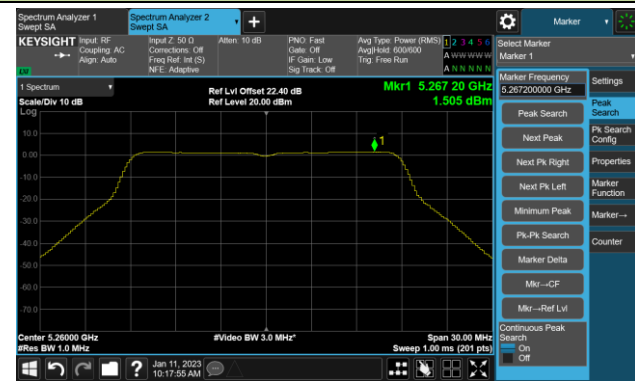 Spectrum Analyzer 1
Swept SA
Spectrum Analyzer 2
Swept SA
Marker
KEYSIGHT
Input: RF
Coupling: AC
Align: Auto
Input Z: 50 Ω
Corrections: Off
Freq Ref: Int (S)
NFE: Adaptive
Atten: 10 dB
PNO: Fast
Gate: Off
IF Gain: Low
Sig Track: Off
Avg Type: Power (RMS)
Avg|Hold: 600/600
Trig: Free Run
1 2 3 4 5 6
A W W W W W
A N N N N N
Select Marker
Marker 1
1 Spectrum
Scale/Div 10 dB
Log
Ref Lvl Offset 22.40 dB
Ref Level 20.00 dBm
Mkr1 5.267 20 GHz
1.505 dBm
10.0
0.00
-10.0
-20.0
-30.0
-40.0
-50.0
-60.0
-70.0
1
Center 5.26000 GHz
#Res BW 1.0 MHz
#Video BW 3.0 MHz*
Span 30.00 MHz
Sweep 1.00 ms (201 pts)
Marker Frequency
5.267200000 GHz
Peak Search
Next Peak
Next Pk Right
Next Pk Left
Minimum Peak
Pk-Pk Search
Marker Delta
Mkr→CF
Mkr→Ref Lvl
Continuous Peak
Search
On
Off
Settings
Peak
Search
Pk Search
Config
Properties
Marker
Function
Marker→
Counter
?
Jan 11, 2023
10:17:55 AM